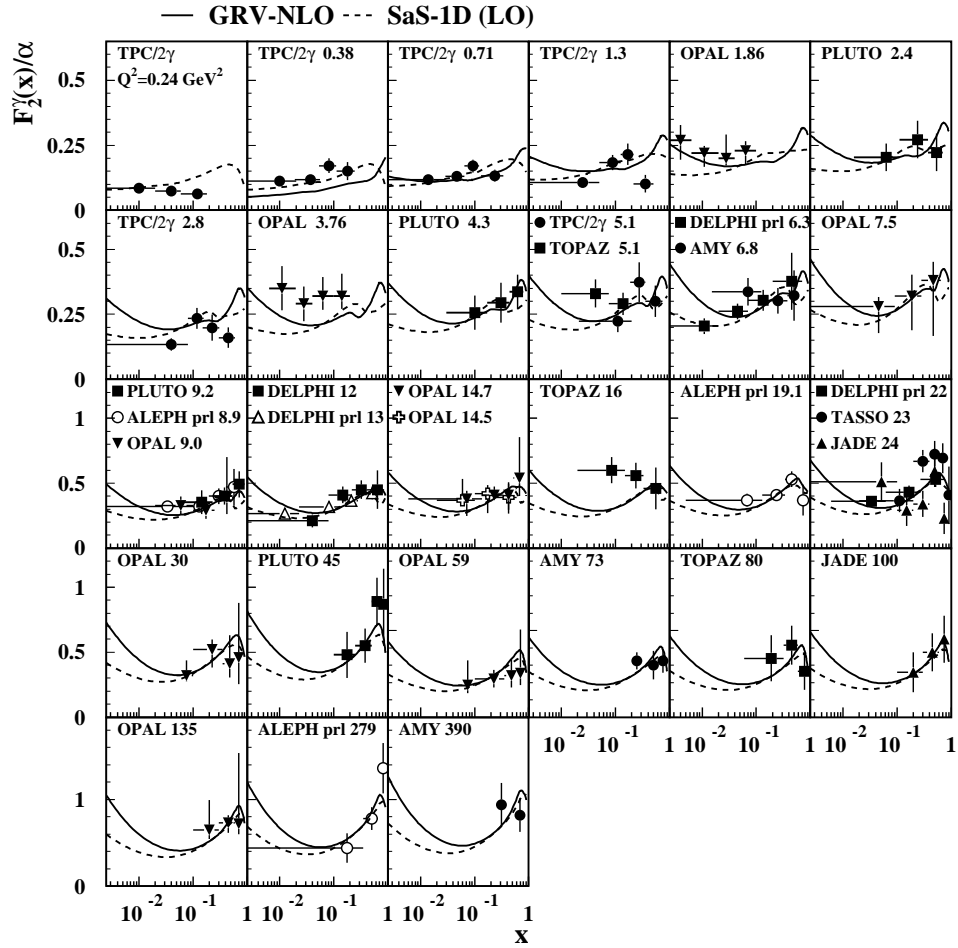 GRV-NLO SaS-1D (LO)
F₂^γ(x)/α
TPC/2γ
Q²=0.24 GeV²
TPC/2γ 0.38
TPC/2γ 0.71
TPC/2γ 1.3
OPAL 1.86
PLUTO 2.4
0.5
0.25
0
TPC/2γ 2.8
OPAL 3.76
PLUTO 4.3
TPC/2γ 5.1
TOPAZ 5.1
DELPHI prl 6.3
AMY 6.8
OPAL 7.5
0.5
0.25
0
PLUTO 9.2
ALEPH prl 8.9
OPAL 9.0
DELPHI 12
DELPHI prl 13
OPAL 14.7
OPAL 14.5
TOPAZ 16
ALEPH prl 19.1
DELPHI prl 22
TASSO 23
JADE 24
1
0.5
0
OPAL 30
PLUTO 45
OPAL 59
AMY 73
TOPAZ 80
JADE 100
1
0.5
0
OPAL 135
ALEPH prl 279
AMY 390
10⁻² 10⁻¹ 1 10⁻² 10⁻¹ 1 10⁻² 10⁻¹ 1
1
0
10⁻² 10⁻¹ 1 10⁻² 10⁻¹ 1 10⁻² 10⁻¹ 1
x